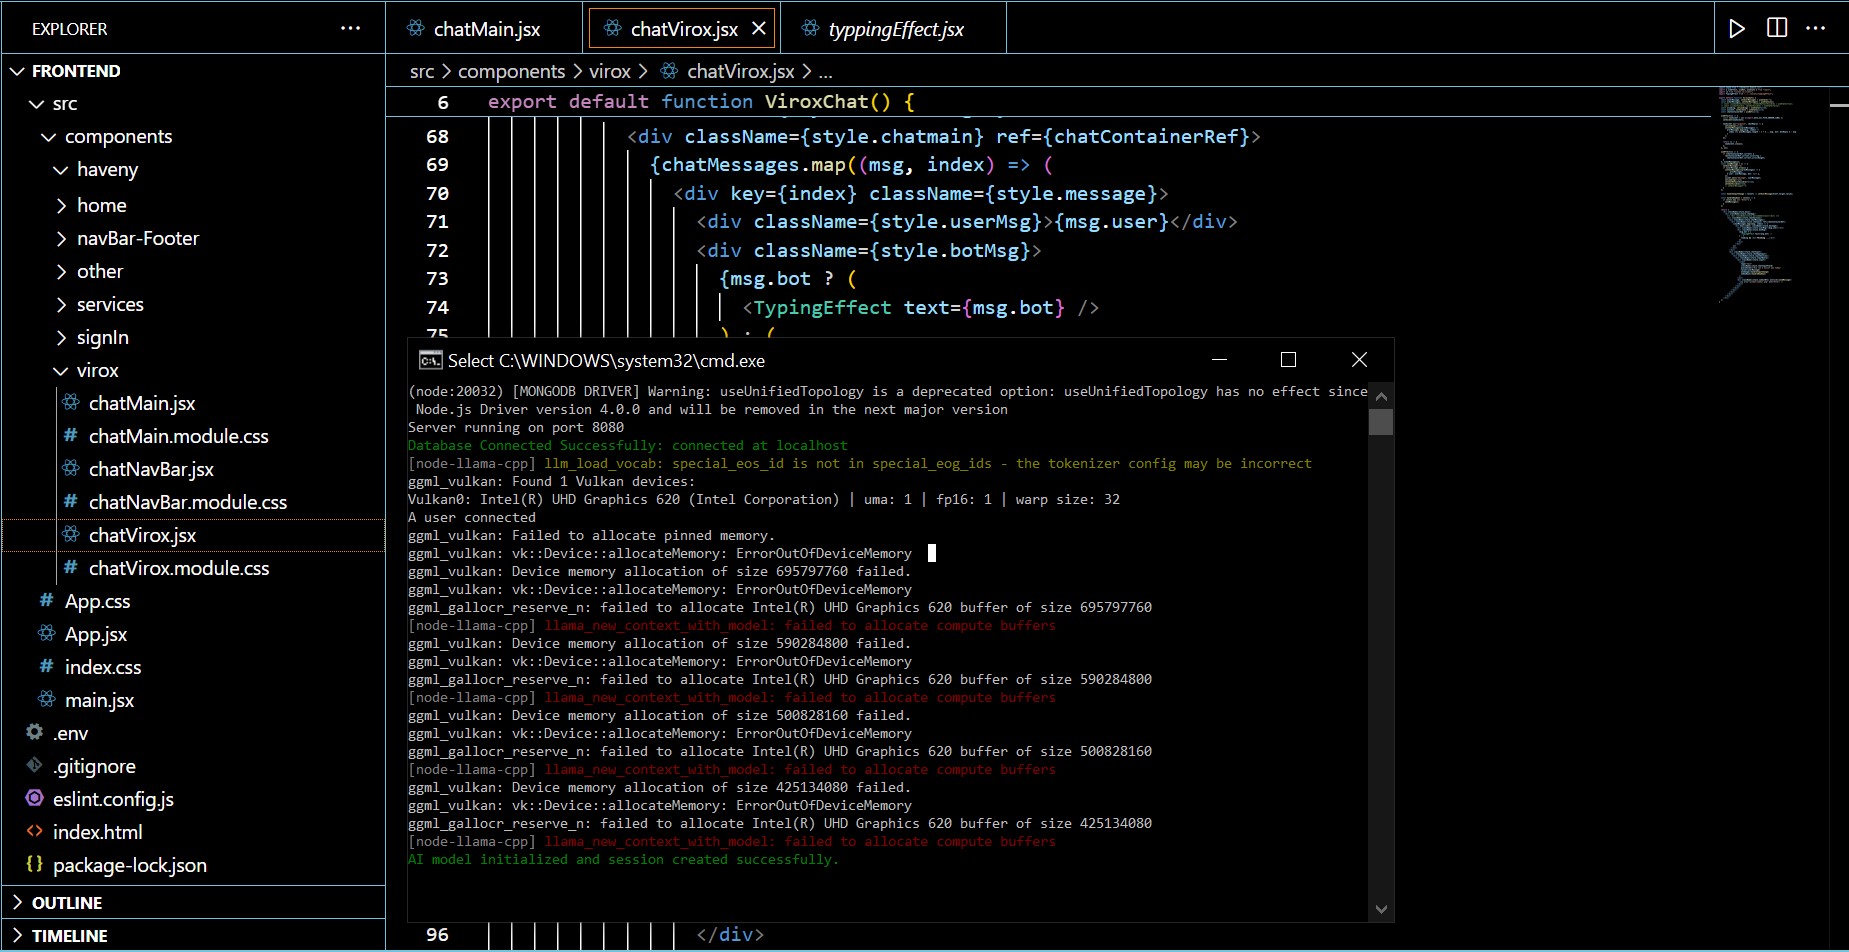 EXPLORER
FRONTEND
src
components
haveny
home
navBar-Footer
other
services
signIn
virox
chatMain.jsx
chatMain.module.css
chatNavBar.jsx
chatNavBar.module.css
chatVirox.jsx
chatVirox.module.css
App.css
App.jsx
index.css
main.jsx
.env
.gitignore
eslint.config.js
index.html
package-lock.json
OUTLINE
TIMELINE
chatMain.jsx
chatVirox.jsx
typpingEffect.jsx
src > components > virox > chatVirox.jsx > ...
6 export default function ViroxChat() {
68 <div className={style.chatmain} ref={chatContainerRef}>
69 {chatMessages.map((msg, index) => (
70 <div key={index} className={style.message}>
71 <div className={style.userMsg}>{msg.user}</div>
72 <div className={style.botMsg}>
73 {msg.bot ? (
74 <TypingEffect text={msg.bot} />
75 ) : (
Select C:\WINDOWS\system32\cmd.exe
(node:20032) [MONGODB DRIVER] Warning: useUnifiedTopology is a deprecated option: useUnifiedTopology has no effect since
Node.js Driver version 4.0.0 and will be removed in the next major version
Server running on port 8080
Database Connected Successfully: connected at localhost
[node-llama-cpp] llm_load_vocab: special_eos_id is not in special_eog_ids - the tokenizer config may be incorrect
ggml_vulkan: Found 1 Vulkan devices:
Vulkan0: Intel(R) UHD Graphics 620 (Intel Corporation) | uma: 1 | fp16: 1 | warp size: 32
A user connected
ggml_vulkan: Failed to allocate pinned memory.
ggml_vulkan: vk::Device::allocateMemory: ErrorOutOfDeviceMemory
ggml_vulkan: Device memory allocation of size 695797760 failed.
ggml_vulkan: vk::Device::allocateMemory: ErrorOutOfDeviceMemory
ggml_gallocr_reserve_n: failed to allocate Intel(R) UHD Graphics 620 buffer of size 695797760
[node-llama-cpp] llama_new_context_with_model: failed to allocate compute buffers
ggml_vulkan: Device memory allocation of size 590284800 failed.
ggml_vulkan: vk::Device::allocateMemory: ErrorOutOfDeviceMemory
ggml_gallocr_reserve_n: failed to allocate Intel(R) UHD Graphics 620 buffer of size 590284800
[node-llama-cpp] llama_new_context_with_model: failed to allocate compute buffers
ggml_vulkan: Device memory allocation of size 500828160 failed.
ggml_vulkan: vk::Device::allocateMemory: ErrorOutOfDeviceMemory
ggml_gallocr_reserve_n: failed to allocate Intel(R) UHD Graphics 620 buffer of size 500828160
[node-llama-cpp] llama_new_context_with_model: failed to allocate compute buffers
ggml_vulkan: Device memory allocation of size 425134080 failed.
ggml_vulkan: vk::Device::allocateMemory: ErrorOutOfDeviceMemory
ggml_gallocr_reserve_n: failed to allocate Intel(R) UHD Graphics 620 buffer of size 425134080
[node-llama-cpp] llama_new_context_with_model: failed to allocate compute buffers
AI model initialized and session created successfully.
96 </div>